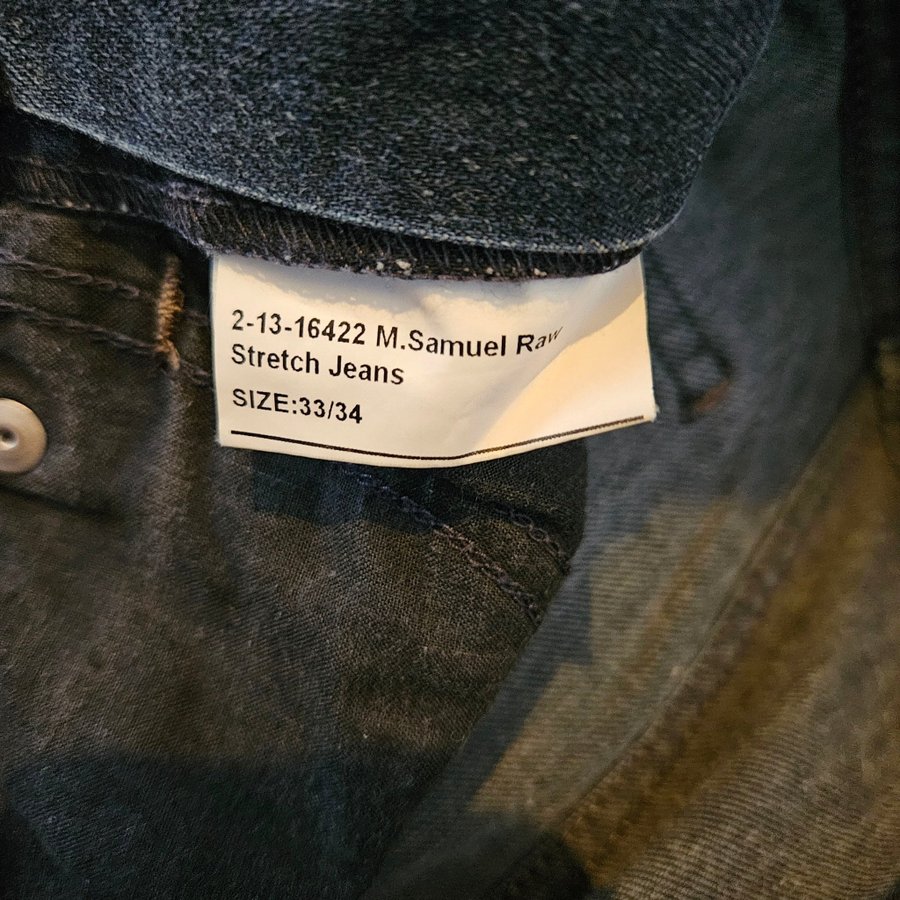 2-13-16422 M.Samuel Raw
Stretch Jeans
SIZE:33/34